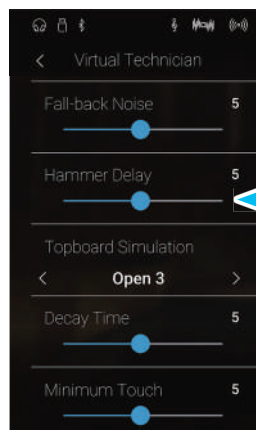 < Virtual Technician
Fall-back Noise 5
Hammer Delay 5
Topboard Simulation
< Open 3 >
Decay Time 5
Minimum Touch 5